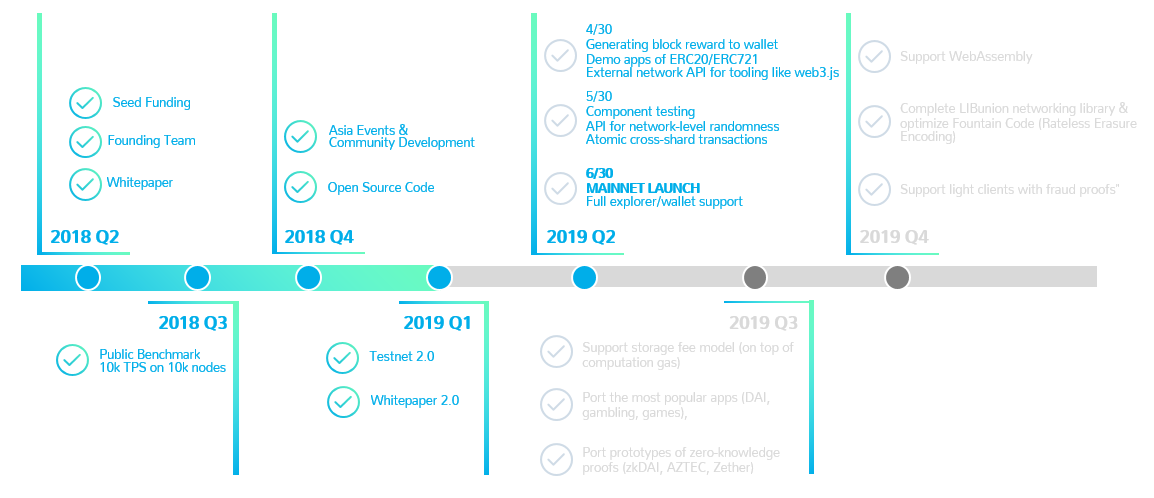 Seed Funding
Founding Team
Whitepaper
2018 Q2
Asia Events &
Community Development
Open Source Code
2018 Q4
4/30
Generating block reward to wallet
Demo apps of ERC20/ERC721
External network API for tooling like web3.js
5/30
Component testing
API for network-level randomness
Atomic cross-shard transactions
6/30
MAINNET LAUNCH
Full explorer/wallet support
2019 Q2
Support WebAssembly
Complete LIBunion networking library &
optimize Fountain Code (Rateless Erasure
Encoding)
Support light clients with fraud proofs"
2019 Q4
2018 Q3
Public Benchmark
10k TPS on 10k nodes
2019 Q1
Testnet 2.0
Whitepaper 2.0
2019 Q3
Support storage fee model (on top of
computation gas)
Port the most popular apps (DAI,
gambling, games),
Port prototypes of zero-knowledge
proofs (zkDAI, AZTEC, Zether)